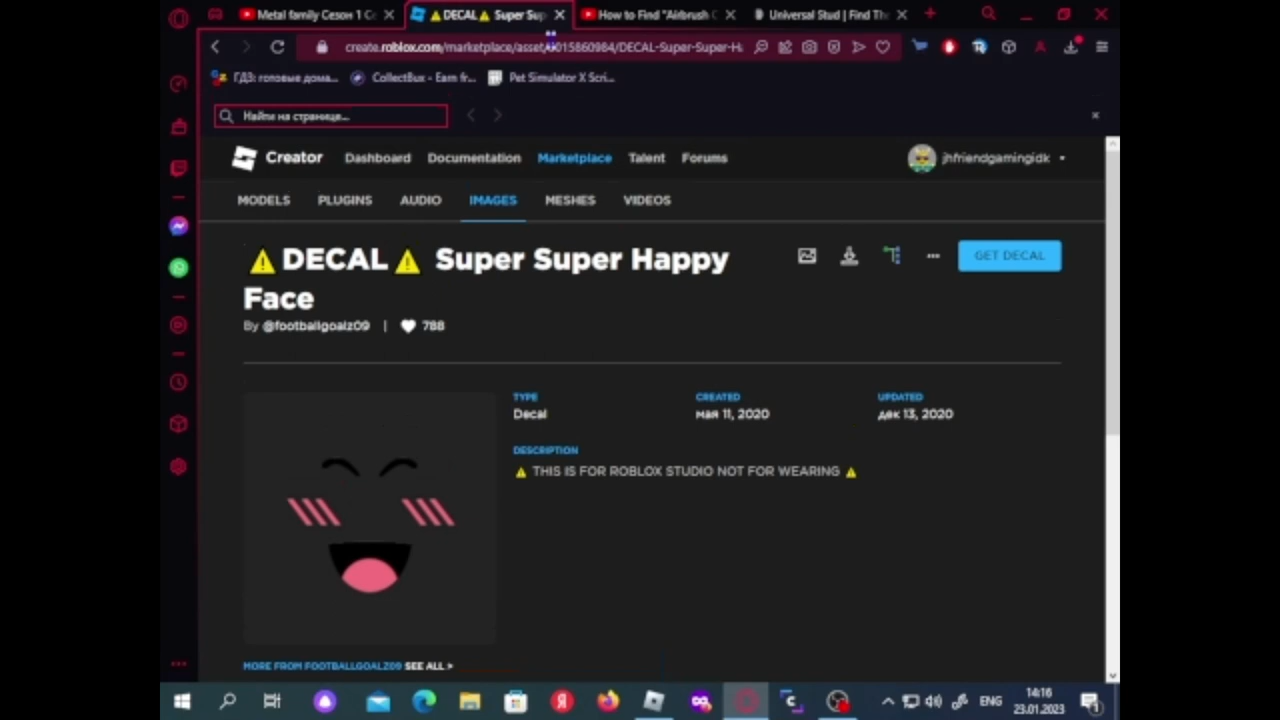 Metal family Сезон 1 С
⚠DECAL⚠ Super Sup
How to Find "Airbrush
Universal Stud | Find The
create.roblox.com/marketplace/asset/ 015860984/DECAL-Super-Super-H
ГДЗ: готовые дома...
CollectBux - Earn fr...
Pet Simulator X Scri...
Найти на странице...
Creator
Dashboard
Documentation
Marketplace
Talent
Forums
jhfriendgamingidk
MODELS
PLUGINS
AUDIO
IMAGES
MESHES
VIDEOS
⚠DECAL⚠ Super Super Happy
Face
GET DECAL
By @footballgoalz09 | 788
TYPE
Decal
CREATED
мая 11, 2020
UPDATED
дек 13, 2020
DESCRIPTION
⚠ THIS IS FOR ROBLOX STUDIO NOT FOR WEARING ⚠
MORE FROM FOOTBALLGOALZ09 SEE ALL >
ENG
14:16
23.01.2023